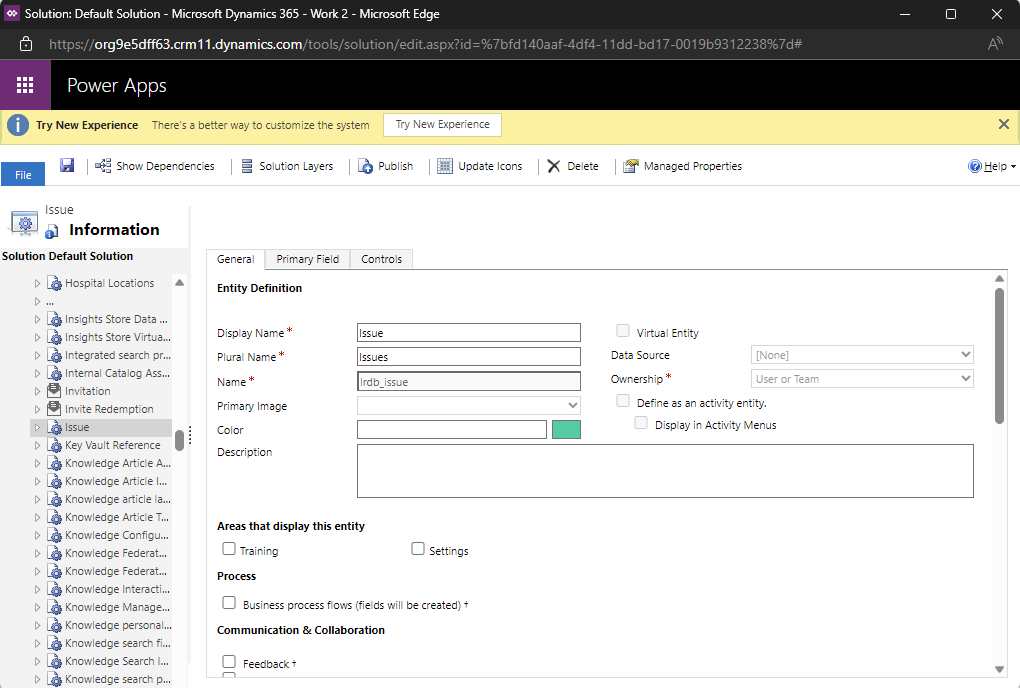 Solution: Default Solution - Microsoft Dynamics 365 - Work 2 - Microsoft Edge
https://org9e5dff63.crm11.dynamics.com/tools/solution/edit.aspx?id=%7bfd140aaf-4df4-11dd-bd17-0019b9312238%7d#
Power Apps
Try New Experience There's a better way to customize the system Try New Experience
File Show Dependencies Solution Layers Publish Update Icons Delete Managed Properties Help
Issue
Information
Solution Default Solution
Hospital Locations
...
Insights Store Data ...
Insights Store Virtua...
Integrated search pr...
Internal Catalog Ass...
Invitation
Invite Redemption
Issue
Key Vault Reference
Knowledge Article A...
Knowledge Article I...
Knowledge article la...
Knowledge Article T...
Knowledge Configu...
Knowledge Federat...
Knowledge Federat...
Knowledge Interacti...
Knowledge Manage...
Knowledge personal...
Knowledge search fi...
Knowledge Search I...
Knowledge search p...
General Primary Field Controls
Entity Definition
Display Name * Issue
Plural Name * Issues
Name * lrdb_issue
Primary Image
Color
Description
Virtual Entity
Data Source [None]
Ownership * User or Team
Define as an activity entity.
Display in Activity Menus
Areas that display this entity
Training Settings
Process
Business process flows (fields will be created) †
Communication & Collaboration
Feedback †